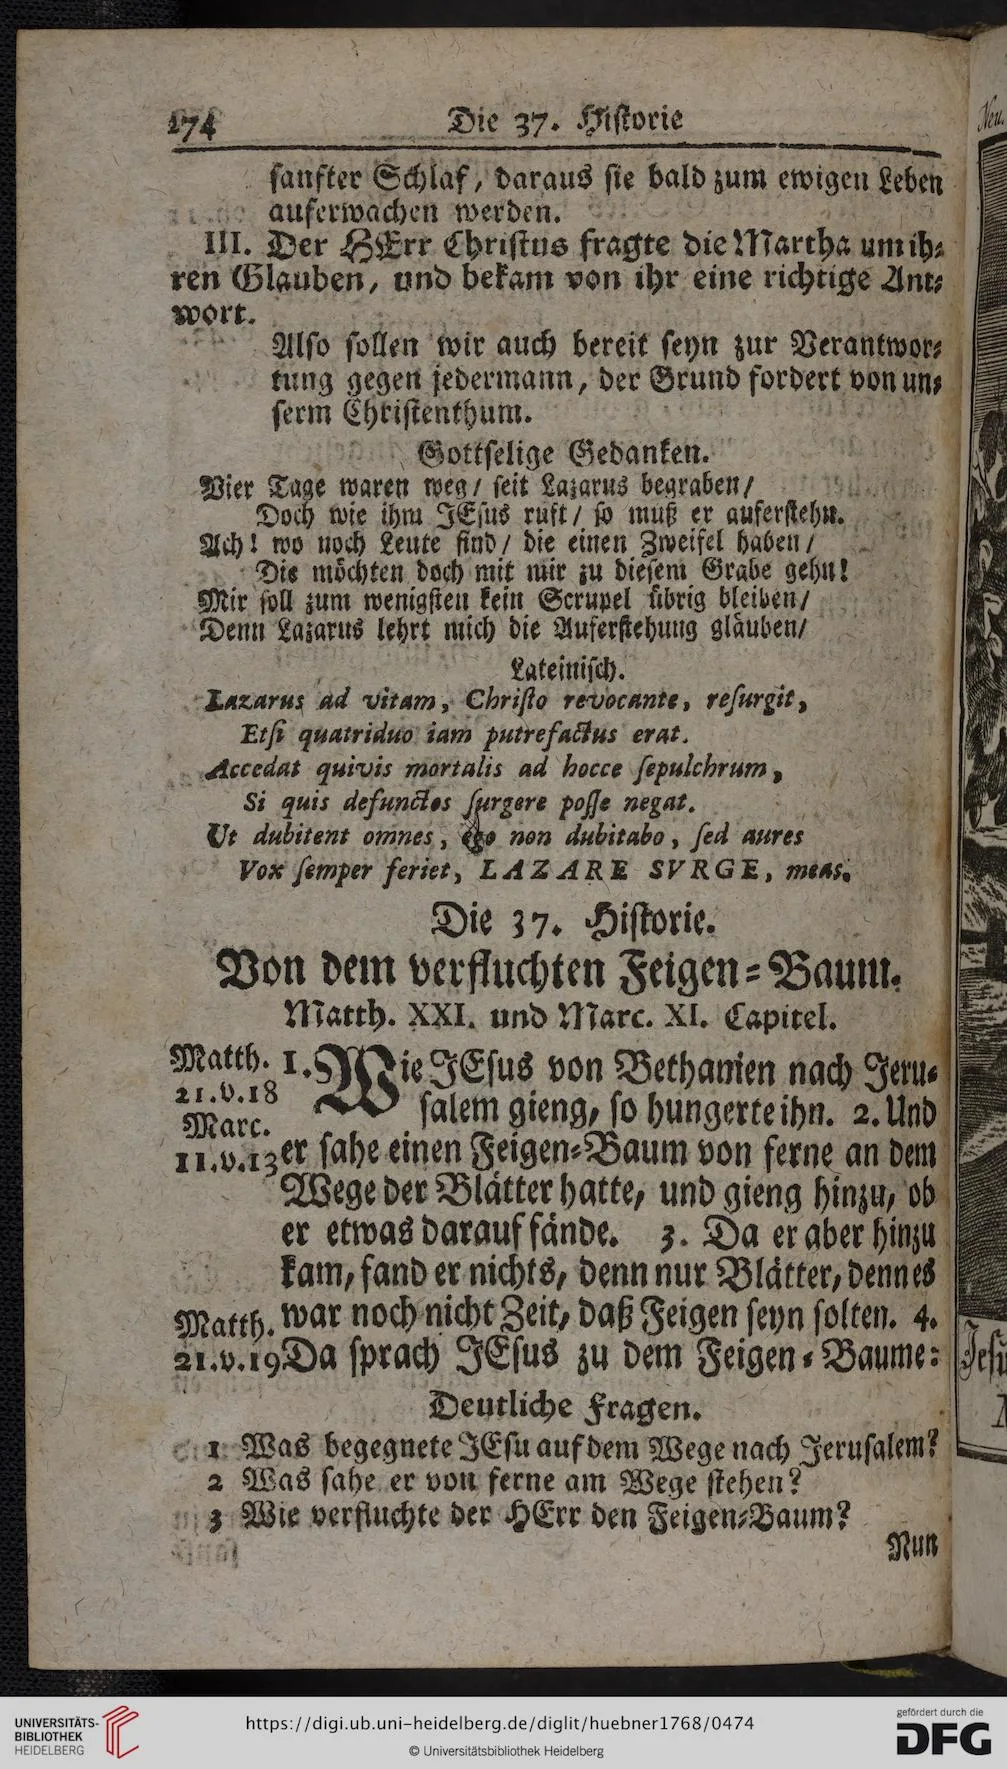 174 Die 37. Hiſtorie
ſanfter Schlaf, daraus ſie bald zum ewigen Leben
auferwachen werden.
III. Der HErr Chriſtus fragte die Martha um ih⸗
ren Glauben, und bekam von ihr eine richtige Ant⸗
wort.
Alſo ſollen wir auch bereit ſeyn zur Verantwor⸗
tung gegen jedermann, der Grund fordert von un⸗
ſerm Chriſtenthum.
Gottſelige Gedanken.
Vier Tage waren weg/ ſeit Lazarus begraben/
Doch wie ihm JEſus ruft/ ſo muß er auferſtehn.
Ach! wo noch Leute ſind/ die einen Zweifel haben/
Die möchten doch mit mir zu dieſem Grabe gehn!
Mir ſoll zum wenigſten kein Scrupel übrig bleiben/
Denn Lazarus lehrt mich die Auferſtehung gläuben/
Lateiniſch.
Lazarus ad vitam, Chriſto revocante, reſurgit,
Etſi quatriduo iam putrefactus erat.
Accedat quivis mortalis ad hocce ſepulchrum,
Si quis defunctos ſurgere poſſe negat.
Ut dubitent omnes, ego non dubitabo, ſed aures
Vox ſemper feriet, LAZARE SVRGE, meas.
Die 37. Hiſtorie.
Von dem verfluchten Feigen⸗Baum.
Matth. XXI. und Marc. XI. Capitel.
Matth. 1. Wie JEſus von Bethanien nach Jeru⸗
21.v.18 ſalem gieng, ſo hungerte ihn. 2. Und
Marc.
11.v.13 er ſahe einen Feigen⸗Baum von ferne an dem
Wege der Blätter hatte, und gieng hinzu, ob
er etwas darauf fände. 3. Da er aber hinzu
kam, fand er nichts, denn nur Blätter, denn es
Matth. war noch nicht Zeit, daß Feigen ſeyn ſolten. 4.
21.v.19 Da ſprach JEſus zu dem Feigen⸗Baume:
Deutliche Fragen.
1 Was begegnete JEſu auf dem Wege nach Jeruſalem?
2 Was ſahe er von ferne am Wege ſtehen?
3 Wie verfluchte der HErr den Feigen⸗Baum?
Nun
UNIVERSITÄTS-
BIBLIOTHEK
HEIDELBERG
https://digi.ub.uni-heidelberg.de/diglit/huebner1768/0474
© Universitätsbibliothek Heidelberg
gefördert durch die
DFG